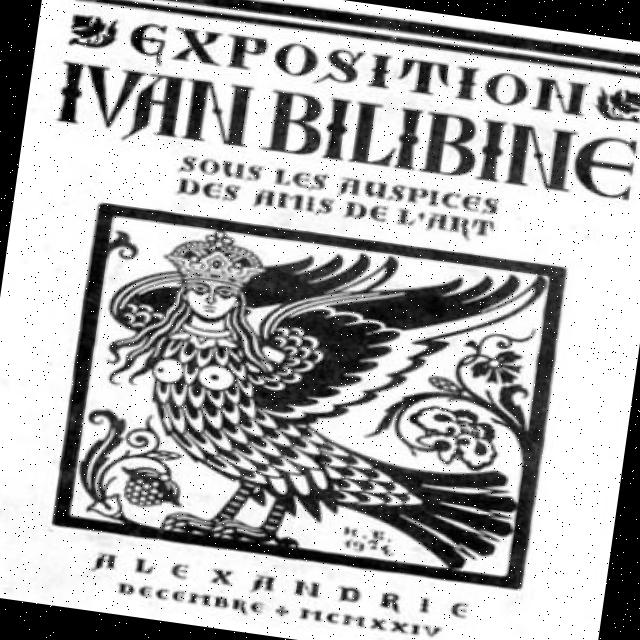 EXPOSITION
IVAN BILIBINE
SOUS LES AUSPICES
DES AMIS DE L'ART
ALEXANDRIE
DECEMBRE + MCMXXIV